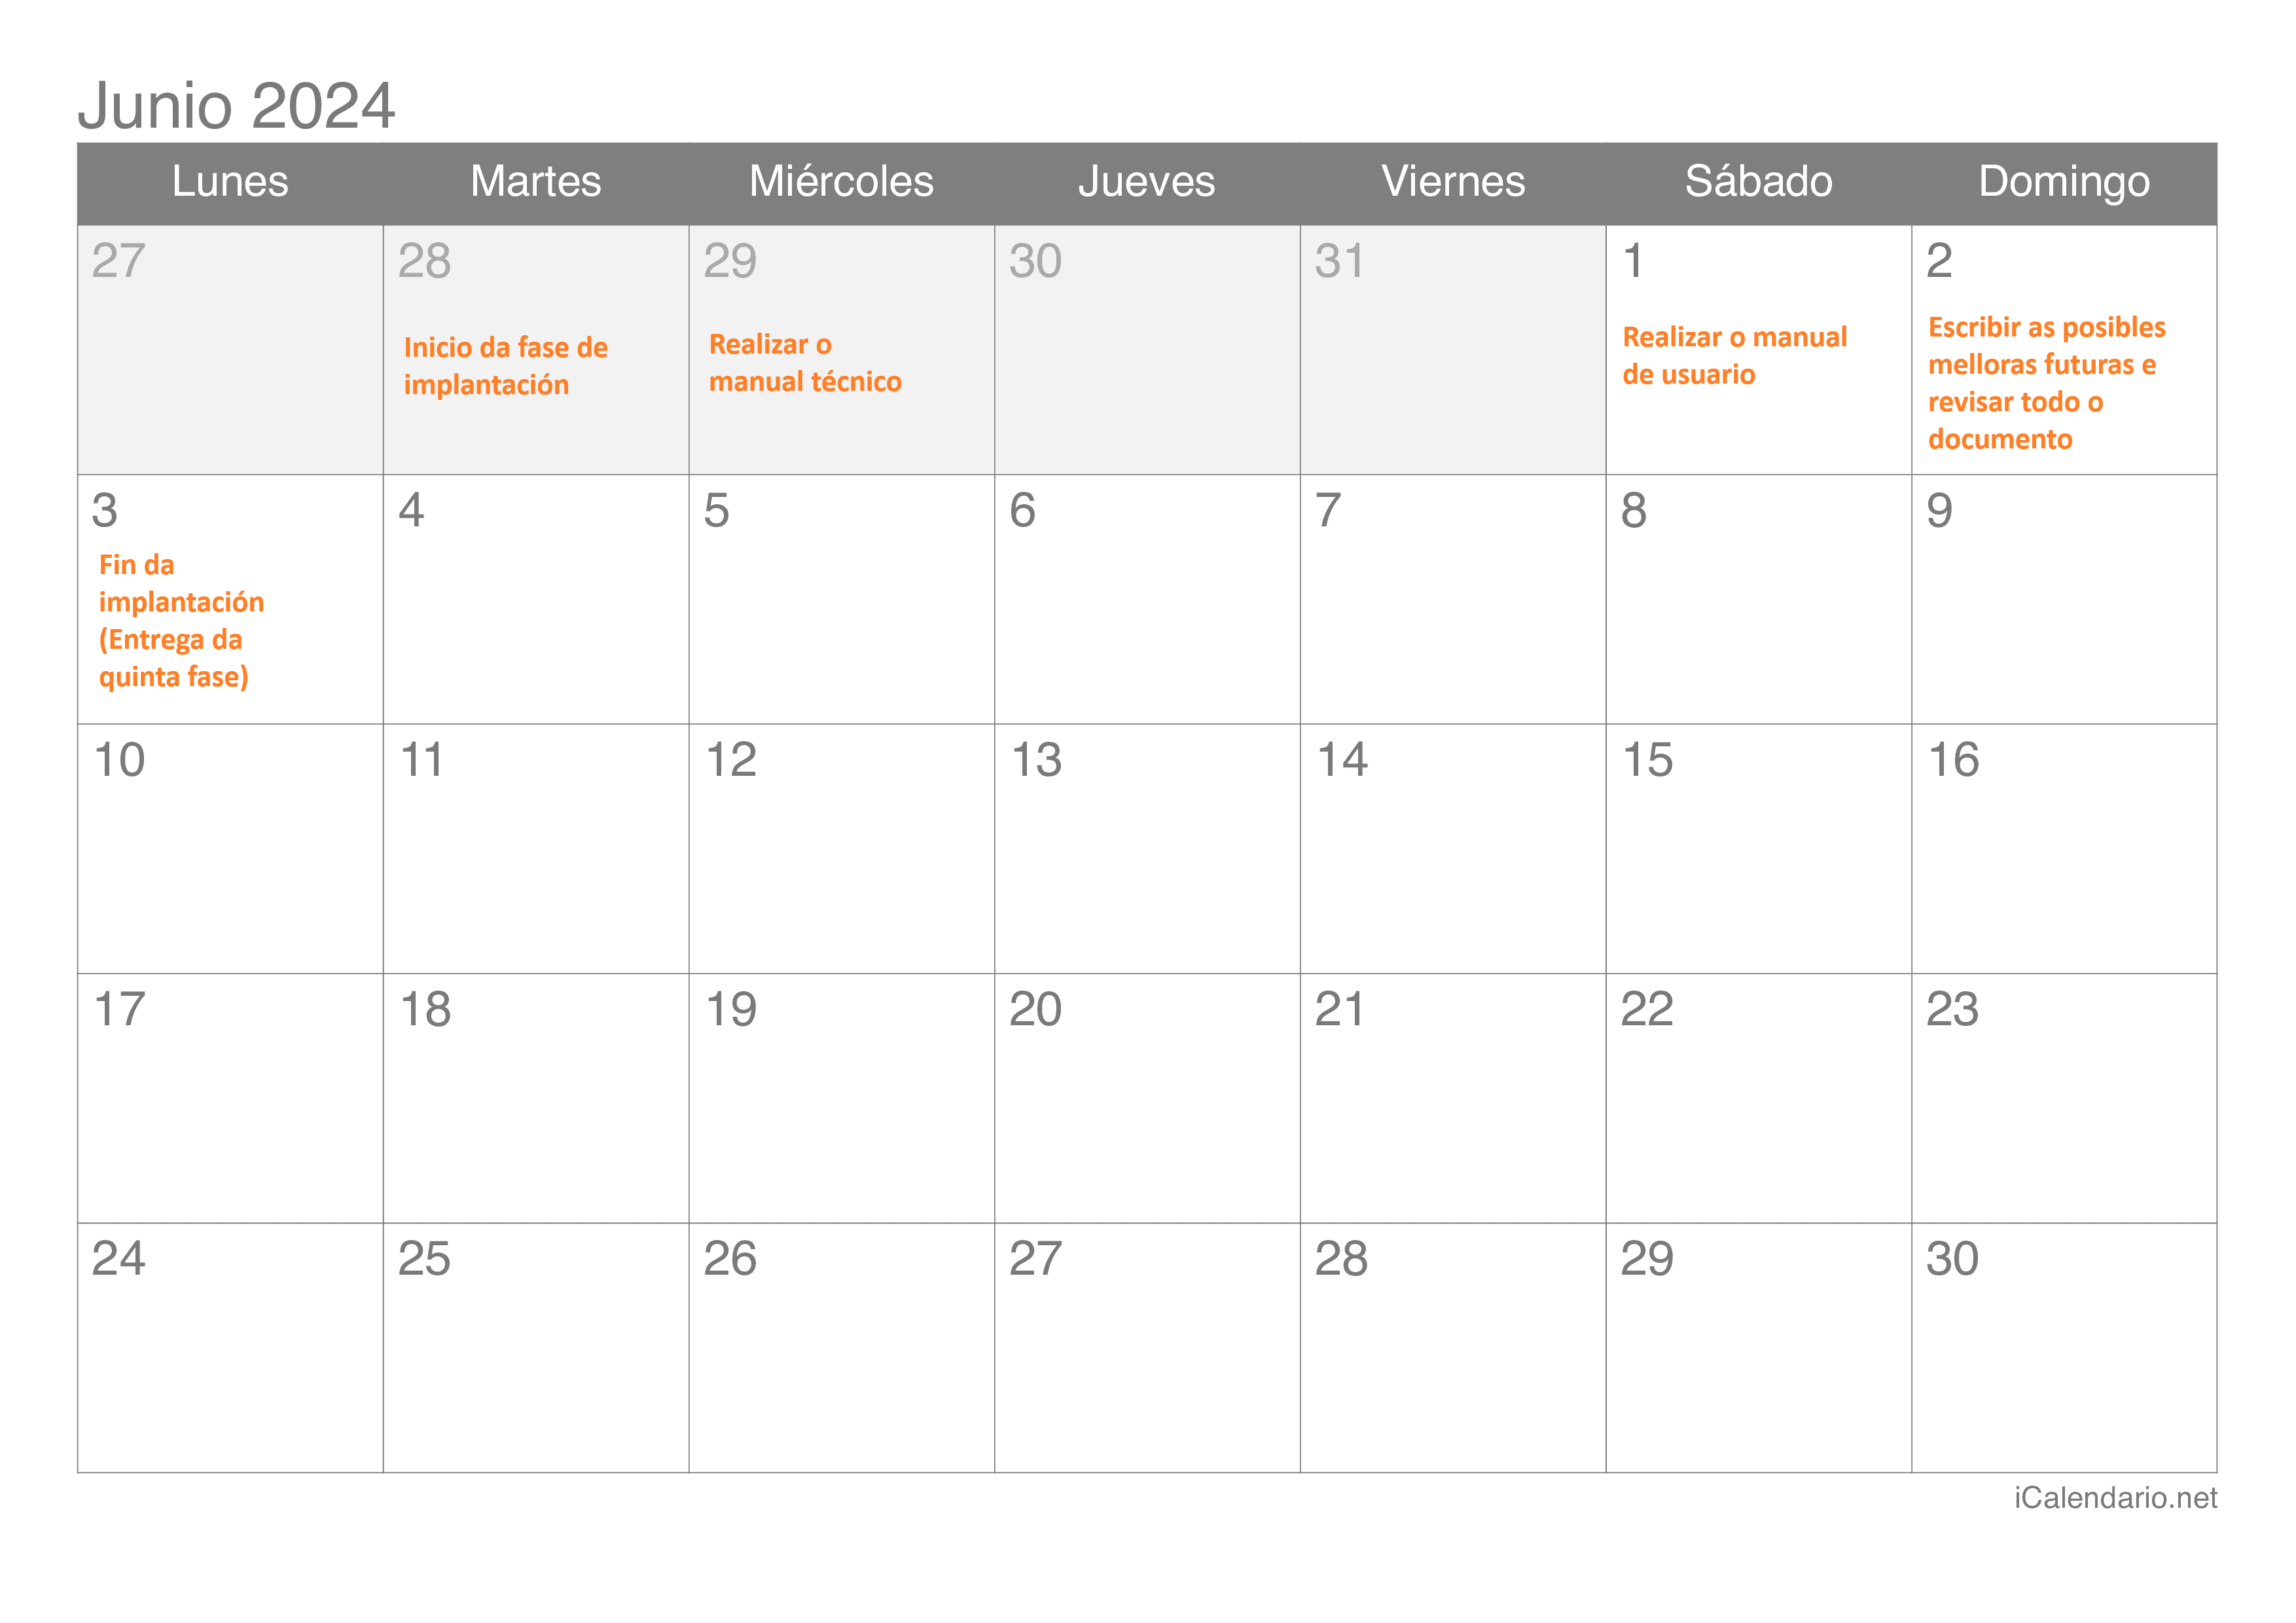 Junio 2024
Lunes Martes Miércoles Jueves Viernes Sábado Domingo
27 28 29 30 31 1 2
Inicio da fase de
implantación
Realizar o
manual técnico
Realizar o manual
de usuario
Escribir as posibles
melloras futuras e
revisar todo o
documento
3 4 5 6 7 8 9
Fin da
implantación
(Entrega da
quinta fase)
10 11 12 13 14 15 16
17 18 19 20 21 22 23
24 25 26 27 28 29 30
iCalendario.net